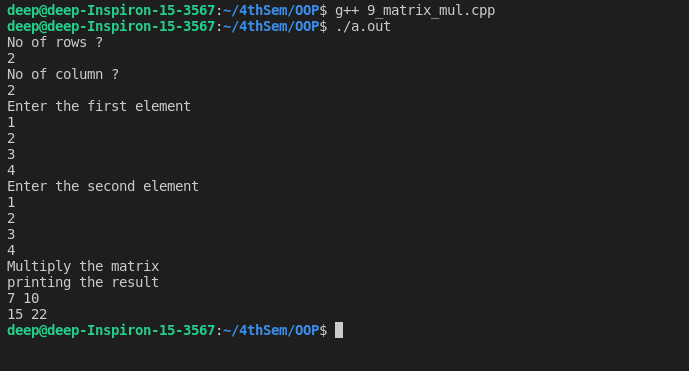 deep@deep-Inspiron-15-3567:~/4thSem/OOP$ g++ 9_matrix_mul.cpp
deep@deep-Inspiron-15-3567:~/4thSem/OOP$ ./a.out
No of rows ?
2
No of column ?
2
Enter the first element
1
2
3
4
Enter the second element
1
2
3
4
Multiply the matrix
printing the result
7 10
15 22
deep@deep-Inspiron-15-3567:~/4thSem/OOP$